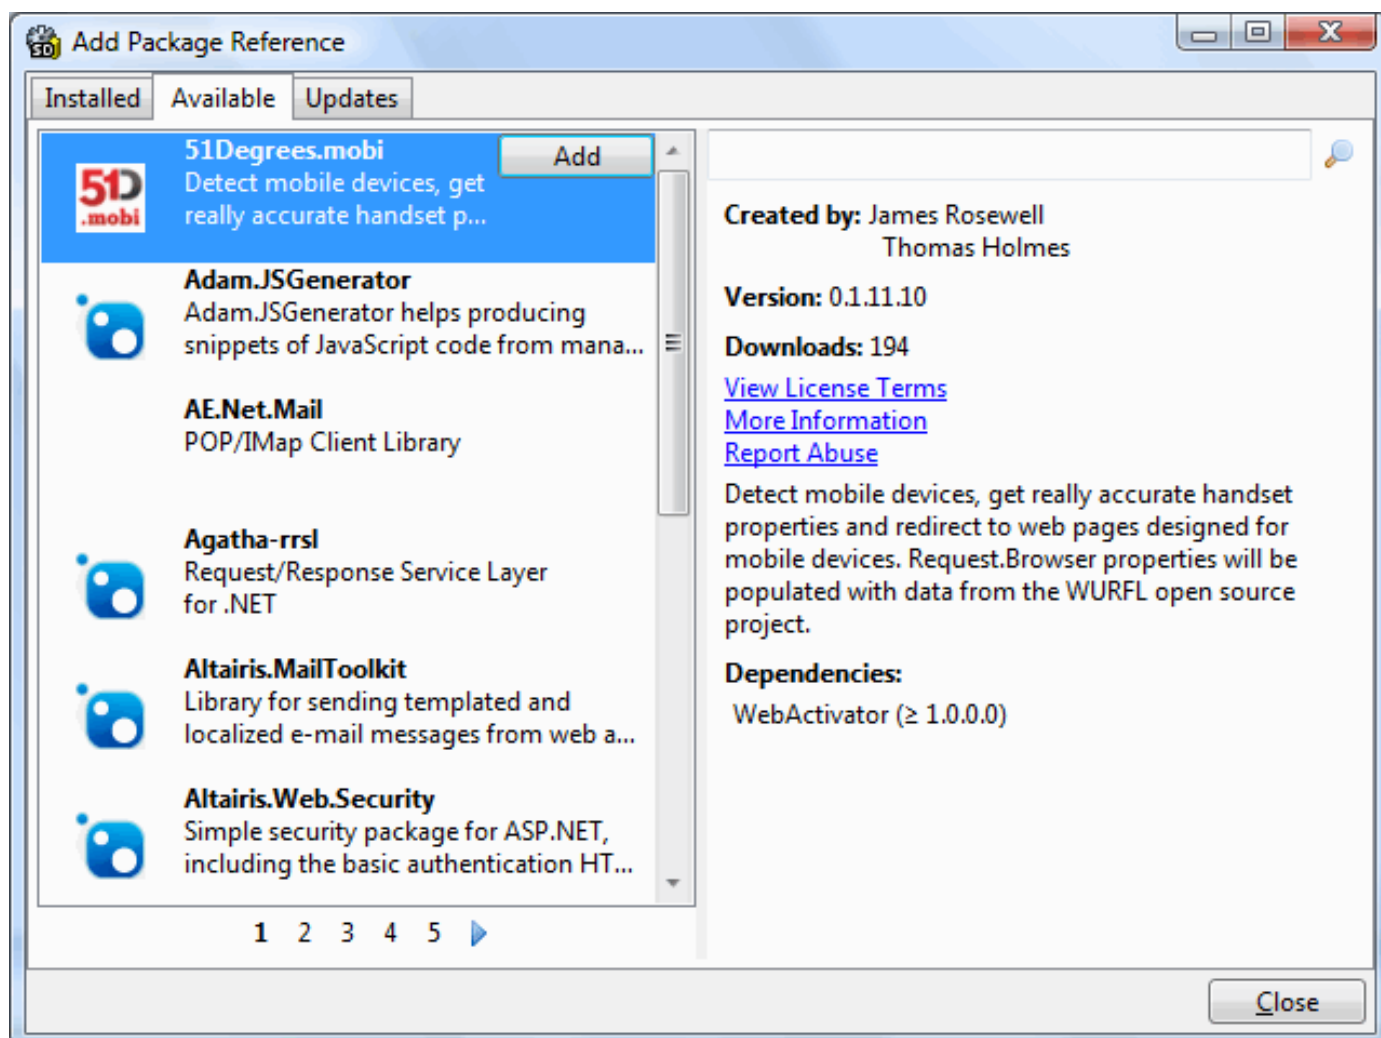 SD
Add Package Reference
Installed
Available
Updates
51D
.mobi
51Degrees.mobi
Add
Detect mobile devices, get
really accurate handset p...
Adam.JSGenerator
Adam.JSGenerator helps producing
snippets of JavaScript code from mana...
AE.Net.Mail
POP/IMap Client Library
Agatha-rrsl
Request/Response Service Layer
for .NET
Altairis.MailToolkit
Library for sending templated and
localized e-mail messages from web a...
Altairis.Web.Security
Simple security package for ASP.NET,
including the basic authentication HT...
1 2 3 4 5
Created by: James Rosewell
Thomas Holmes
Version: 0.1.11.10
Downloads: 194
View License Terms
More Information
Report Abuse
Detect mobile devices, get really accurate handset
properties and redirect to web pages designed for
mobile devices. Request.Browser properties will be
populated with data from the WURFL open source
project.
Dependencies:
WebActivator (≥ 1.0.0.0)
Close